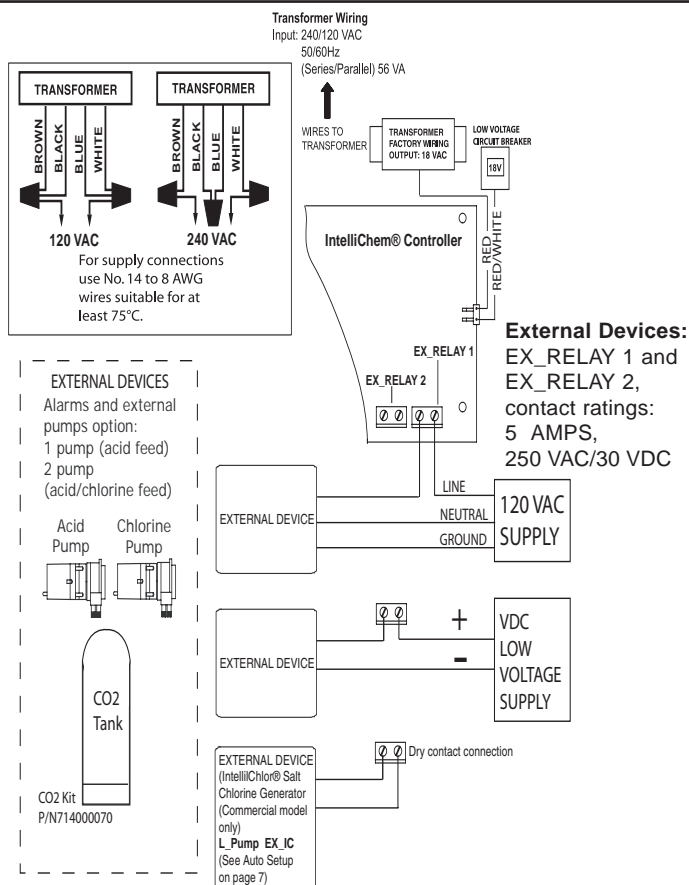 Transformer Wiring
Input: 240/120 VAC
50/60Hz
(Series/Parallel) 56 VA
TRANSFORMER
BROWN
BLACK
BLUE
WHITE
120 VAC
TRANSFORMER
BROWN
BLACK
BLUE
WHITE
240 VAC
For supply connections
use No. 14 to 8 AWG
wires suitable for at
least 75°C.
WIRES TO
TRANSFORMER
TRANSFORMER
FACTORY WIRING
OUTPUT: 18 VAC
LOW VOLTAGE
CIRCUIT BREAKER
18V
IntelliChem® Controller
RED
RED/WHITE
EX_RELAY 1
EX_RELAY 2
External Devices:
EX_RELAY 1 and
EX_RELAY 2,
contact ratings:
5 AMPS,
250 VAC/30 VDC
EXTERNAL DEVICES
Alarms and external
pumps option:
1 pump (acid feed)
2 pump
(acid/chlorine feed)
Acid
Pump
Chlorine
Pump
CO2
Tank
CO2 Kit
P/N714000070
EXTERNAL DEVICE
LINE
NEUTRAL
GROUND
120 VAC
SUPPLY
EXTERNAL DEVICE
+
-
VDC
LOW
VOLTAGE
SUPPLY
EXTERNAL DEVICE
(IntellilChlor® Salt
Chlorine Generator
(Commercial model
only)
L_Pump EX_IC
(See Auto Setup
on page 7)
Dry contact connection